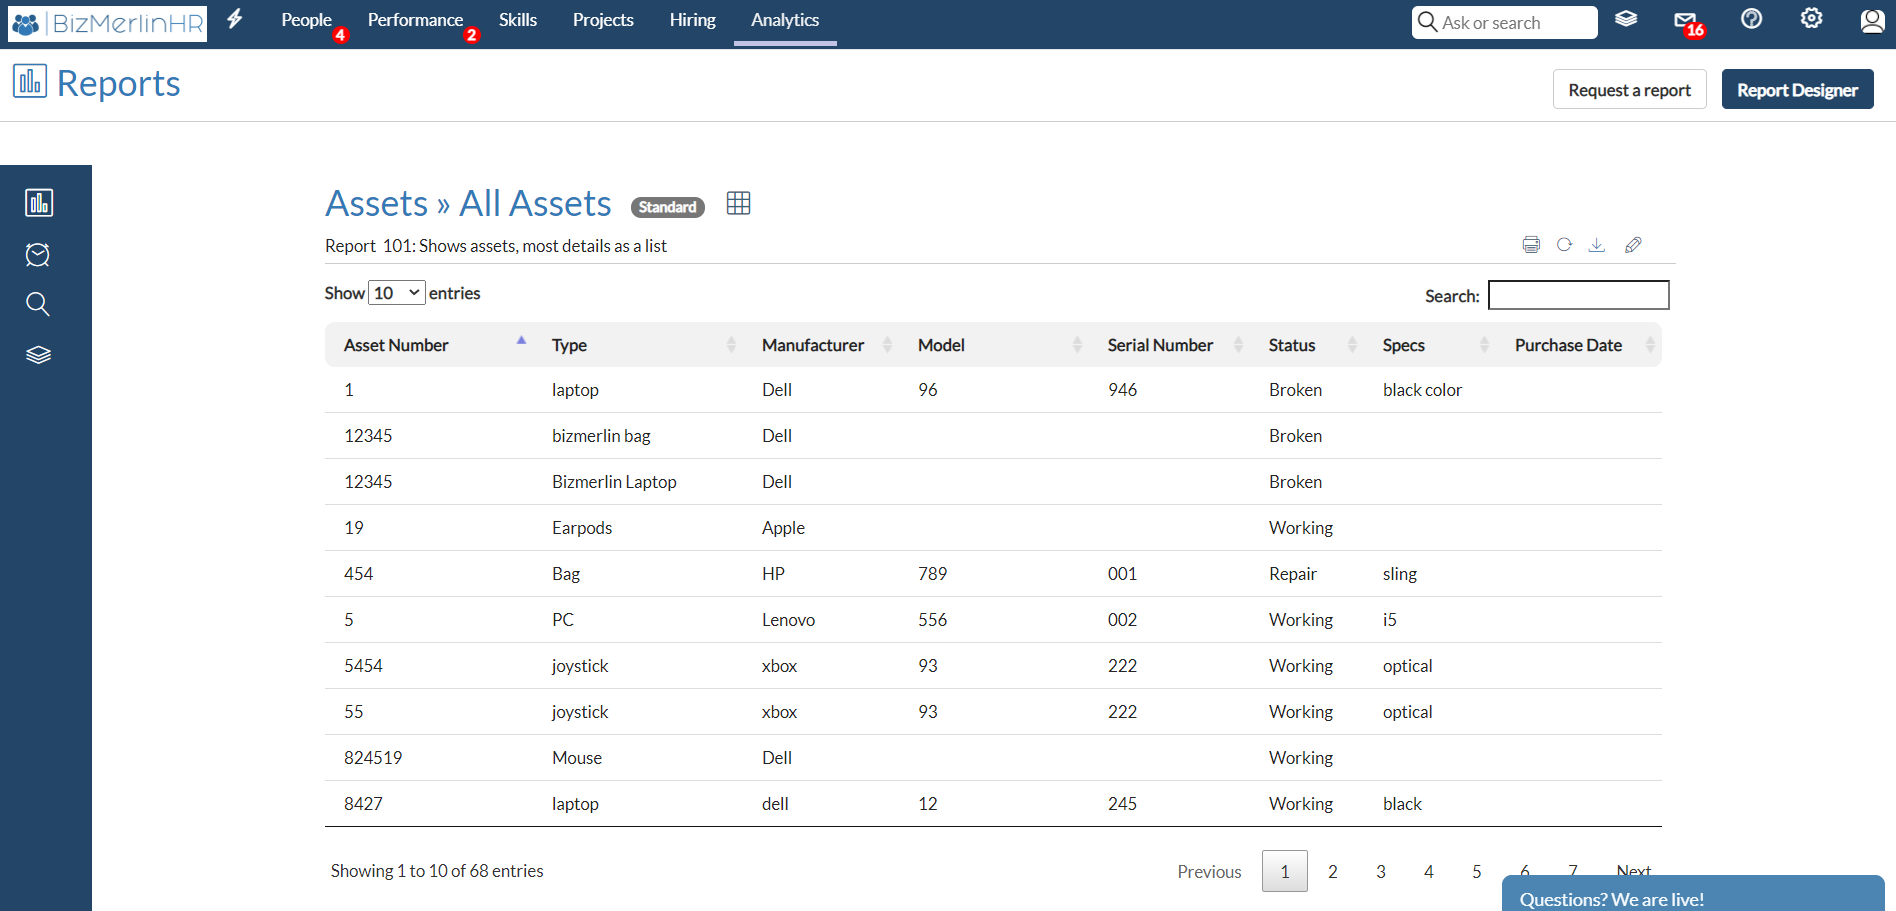 BizMerlinHR People 4 Performance 2 Skills Projects Hiring Analytics Ask or search 16
Reports Request a report Report Designer
Assets » All Assets Standard
Report 101: Shows assets, most details as a list
Show 10 entries Search:
Asset Number Type Manufacturer Model Serial Number Status Specs Purchase Date
1 laptop Dell 96 946 Broken black color
12345 bizmerlin bag Dell Broken
12345 Bizmerlin Laptop Dell Broken
19 Earpods Apple Working
454 Bag HP 789 001 Repair sling
5 PC Lenovo 556 002 Working i5
5454 joystick xbox 93 222 Working optical
55 joystick xbox 93 222 Working optical
824519 Mouse Dell Working
8427 laptop dell 12 245 Working black
Showing 1 to 10 of 68 entries Previous 1 2 3 4 5 6 7 Next
Questions? We are live!